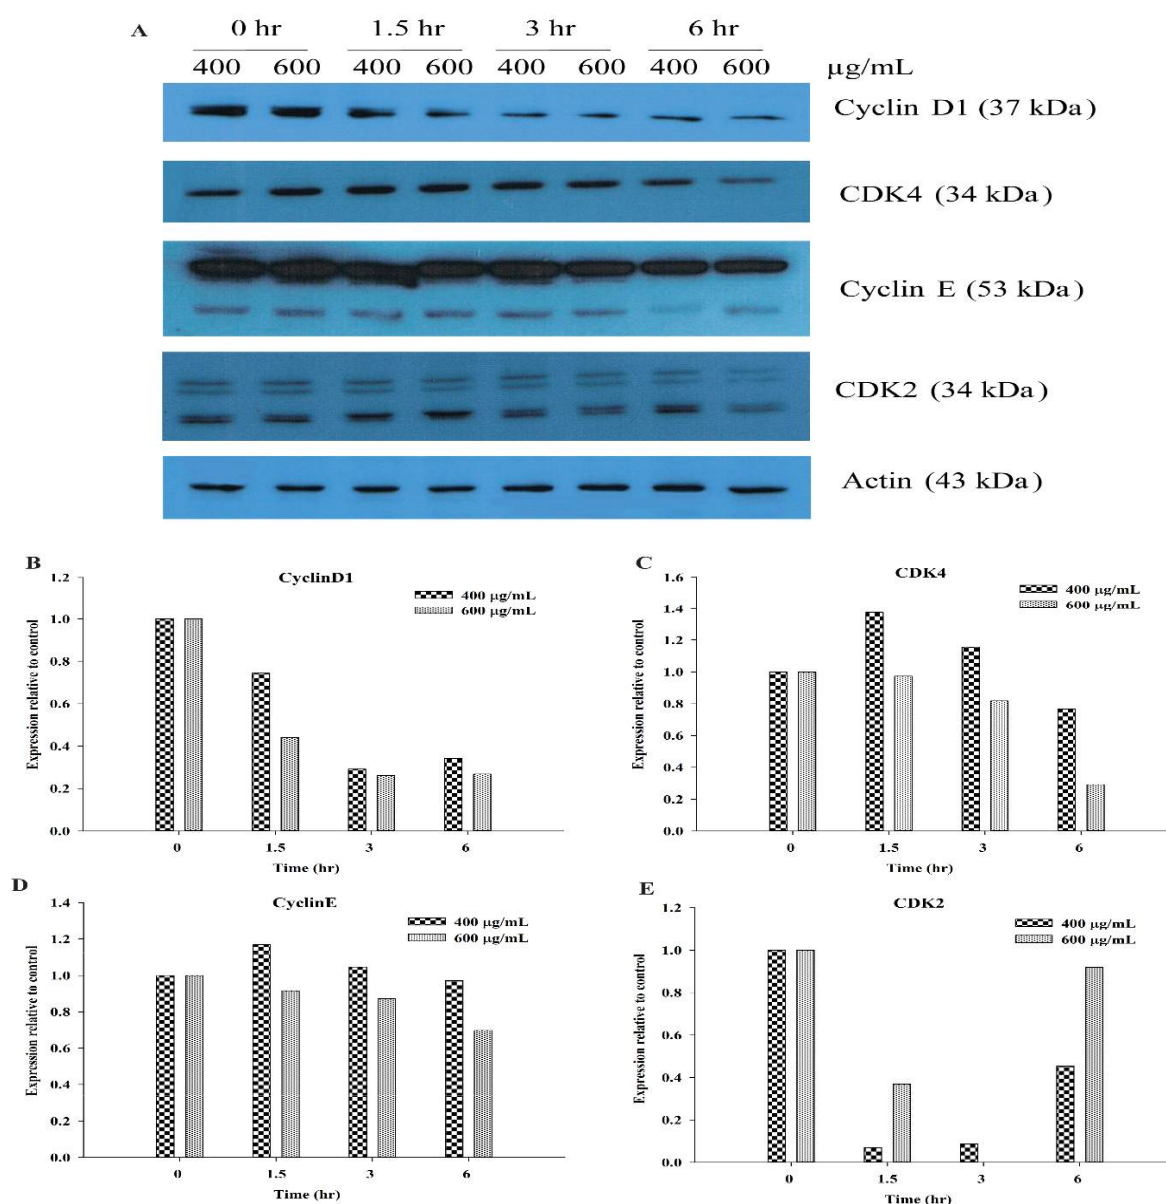 A
0 hr 1.5 hr 3 hr 6 hr
400 600 400 600 400 600 400 600 µg/mL
Cyclin D1 (37 kDa)
CDK4 (34 kDa)
Cyclin E (53 kDa)
CDK2 (34 kDa)
Actin (43 kDa)
B
CyclinD1
400 µg/mL
600 µg/mL
Expression relative to control
1.2
1.0
0.8
0.6
0.4
0.2
0.0
0 1.5 3 6
Time (hr)
C
CDK4
400 µg/mL
600 µg/mL
Expression relative to control
1.6
1.4
1.2
1.0
0.8
0.6
0.4
0.2
0.0
0 1.5 3 6
Time (hr)
D
CyclinE
400 µg/mL
600 µg/mL
Expression relative to control
1.4
1.2
1.0
0.8
0.6
0.4
0.2
0.0
0 1.5 3 6
Time (hr)
E
CDK2
400 µg/mL
600 µg/mL
Expression relative to control
1.2
1.0
0.8
0.6
0.4
0.2
0.0
0 1.5 3 6
Time (hr)